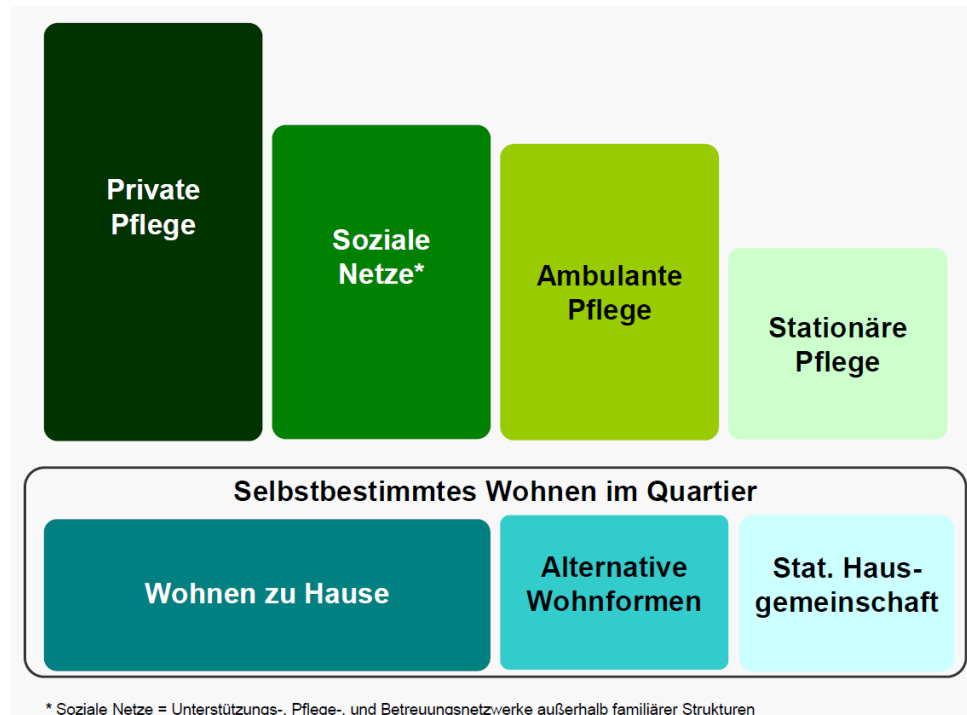 Private
Pflege
Soziale
Netze*
Ambulante
Pflege
Stationäre
Pflege
Selbstbestimmtes Wohnen im Quartier
Wohnen zu Hause
Alternative
Wohnformen
Stat. Haus-
gemeinschaft
* Soziale Netze = Unterstützungs-, Pflege-, und Betreuungsnetzwerke außerhalb familiärer Strukturen